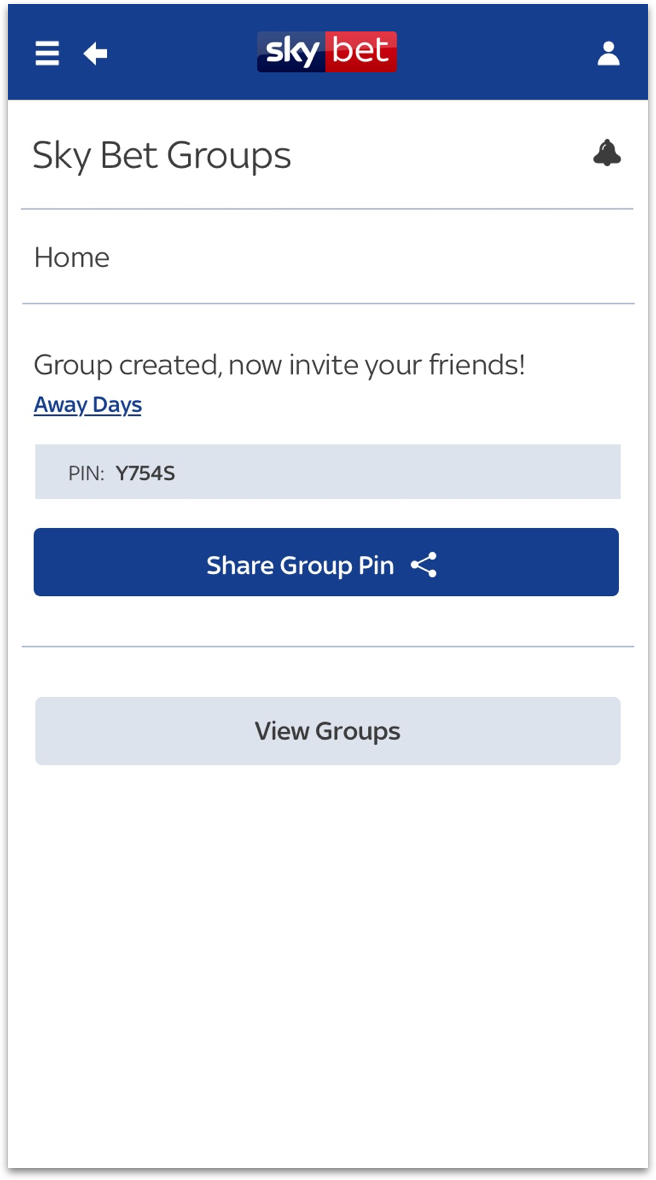 sky bet
Sky Bet Groups
Home
Group created, now invite your friends!
Away Days
PIN: Y754S
Share Group Pin
View Groups